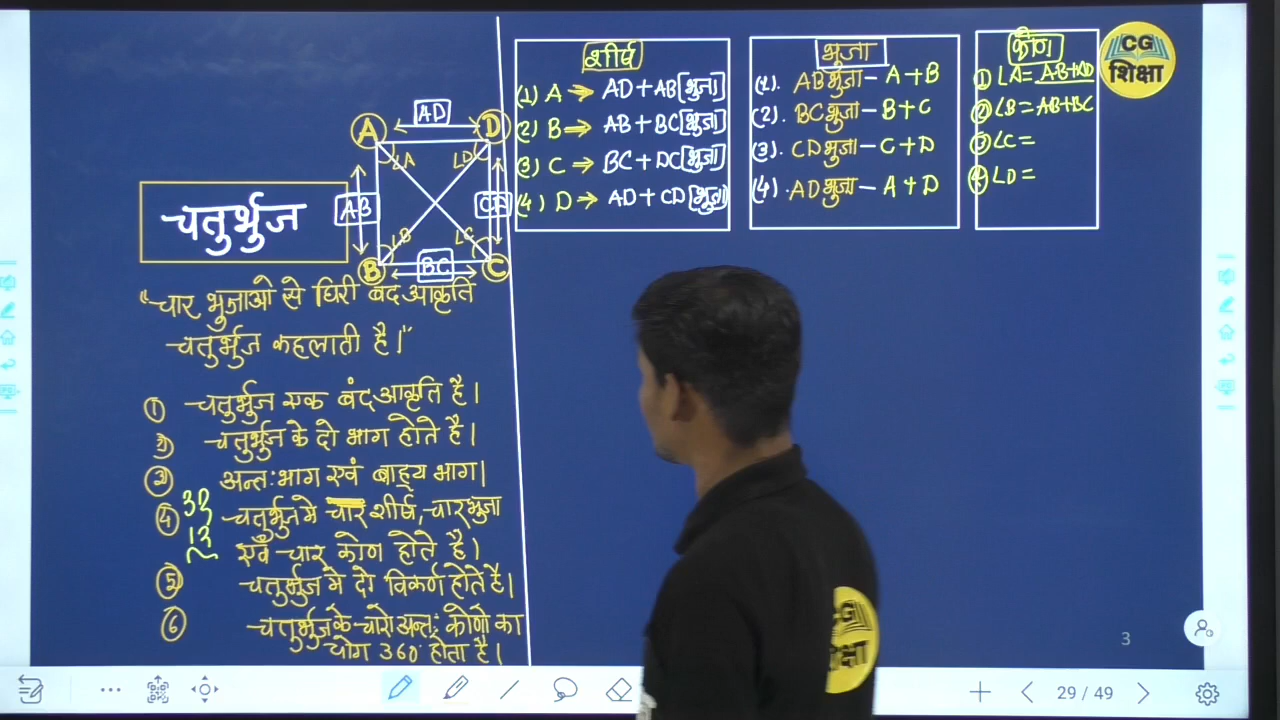 चतुर्भुज
A
AD
D
∠A
∠D
AB
CD
∠B
∠C
B
BC
C
"चार भुजाओ से घिरी बंद आकृति
चतुर्भुज कहलाती है।"
① चतुर्भुज एक बंद आकृति है।
② चतुर्भुज के दो भाग होते है।
③ अन्तःभाग एवं बाह्य भाग।
④ चतुर्भुज मे चार शीर्ष, चार भुजा
एवं चार कोण होते है।
⑤ चतुर्भुज मे दो विकर्ण होते है।
⑥ चतुर्भुज के चारो अन्तः कोणो का
योग 360° होता है।
शीर्ष
(1) A ⇒ AD+AB[भुजा]
(2) B ⇒ AB+BC[भुजा]
(3) C ⇒ BC+DC[भुजा]
(4) D → AD+CD[भुजा]
भुजा
(1). AB भुजा - A+B
(2). BC भुजा - B+C
(3). CD भुजा - C+D
(4). AD भुजा - A+D
कोण
① ∠A = AB+AD
② ∠B = AB+BC
③ ∠C =
④ ∠D =
CG
शिक्षा
CG
शिक्षा
3
29 / 49